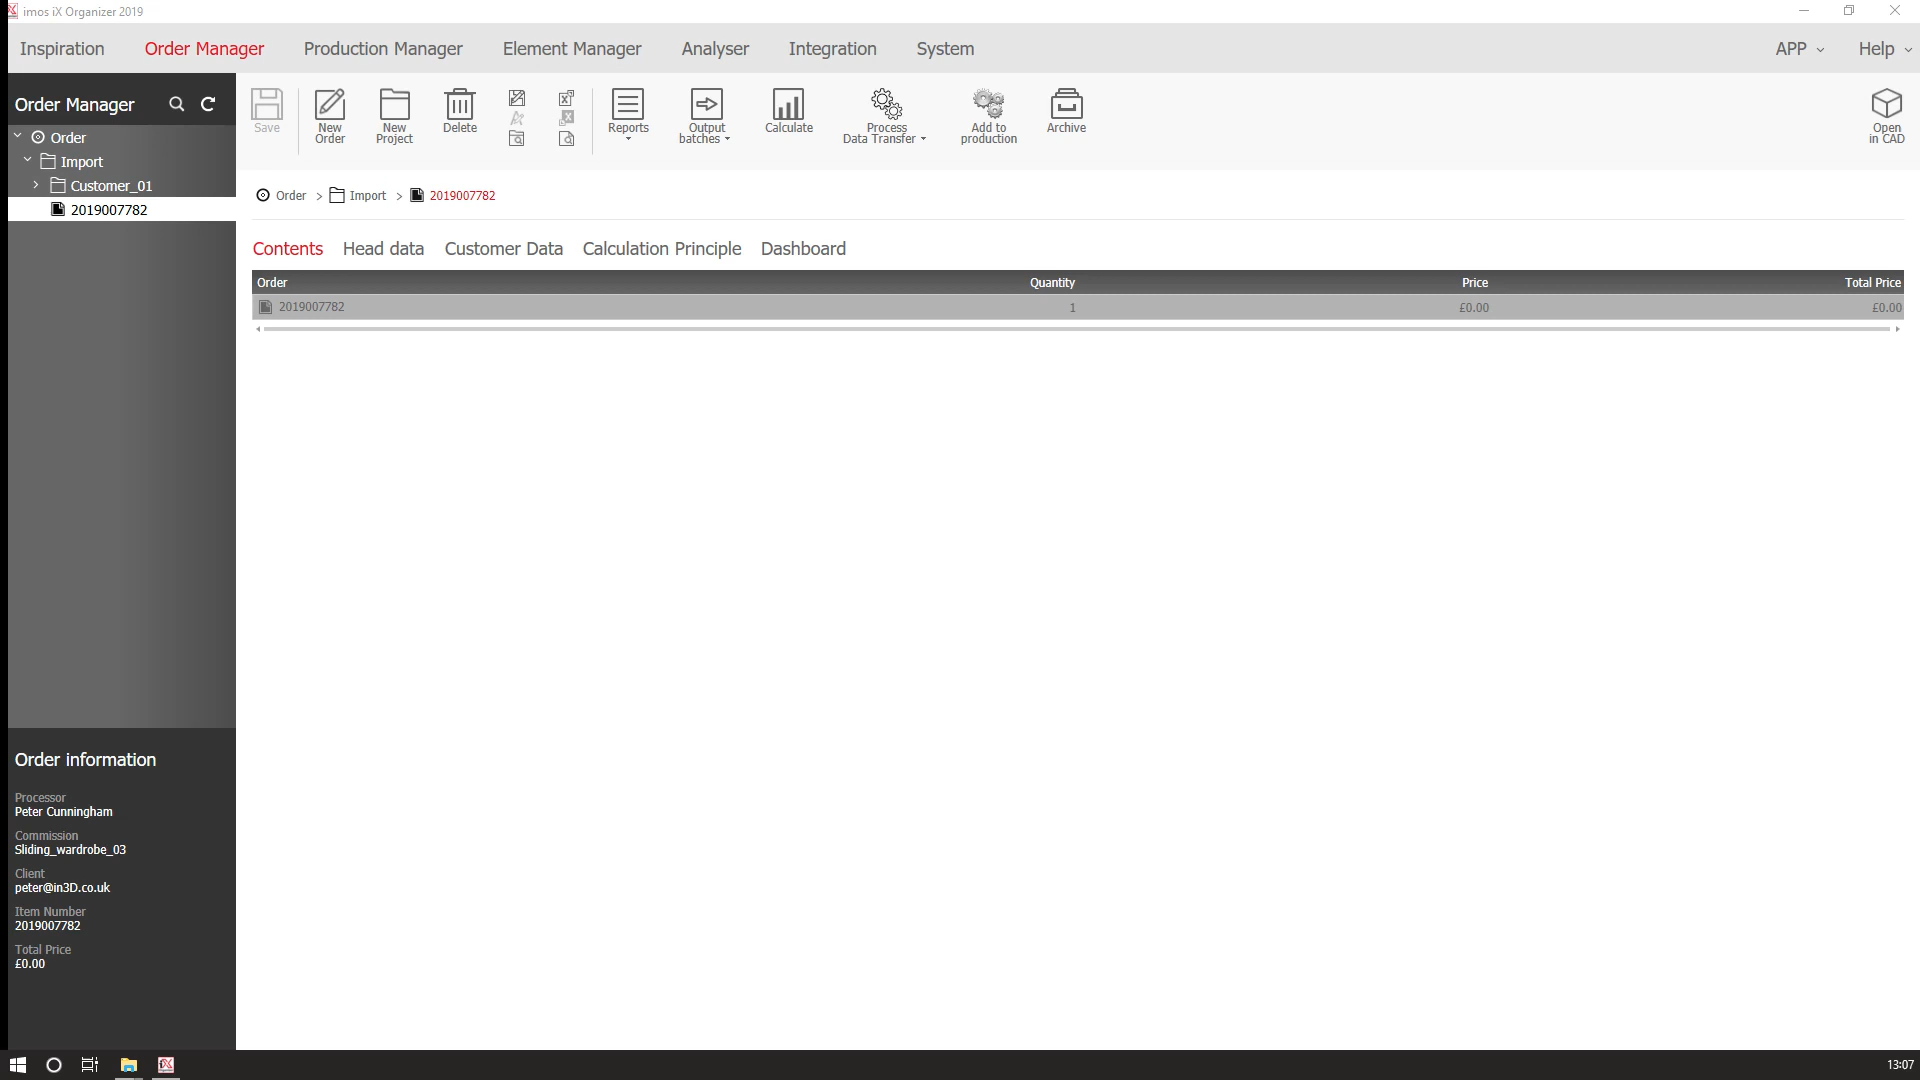 imos iX Organizer 2019
Inspiration Order Manager Production Manager Element Manager Analyser Integration System APP Help
Order Manager
Order
Import
Customer_01
2019007782
Save
New
Order
New
Project
Delete
Reports
Output
batches
Calculate
Process
Data Transfer
Add to
production
Archive
Open
in CAD
Order > Import > 2019007782
Contents Head data Customer Data Calculation Principle Dashboard
Order Quantity Price Total Price
2019007782 1 £0.00 £0.00
Order information
Processor
Peter Cunningham
Commission
Sliding_wardrobe_03
Client
peter@in3D.co.uk
Item Number
2019007782
Total Price
£0.00
13:07